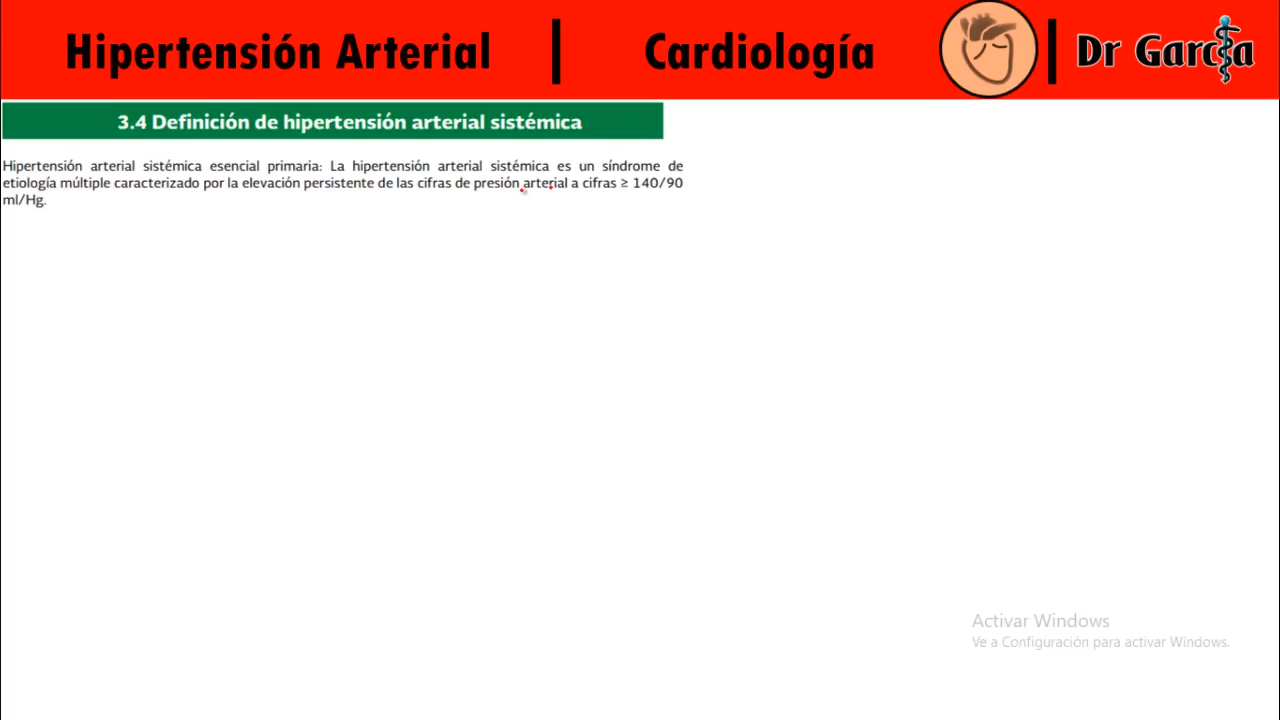 Hipertensión Arterial | Cardiología | Dr García
3.4 Definición de hipertensión arterial sistémica
Hipertensión arterial sistémica esencial primaria: La hipertensión arterial sistémica es un síndrome de
etiología múltiple caracterizado por la elevación persistente de las cifras de presión arterial a cifras ≥ 140/90
ml/Hg.
Activar Windows
Ve a Configuración para activar Windows.